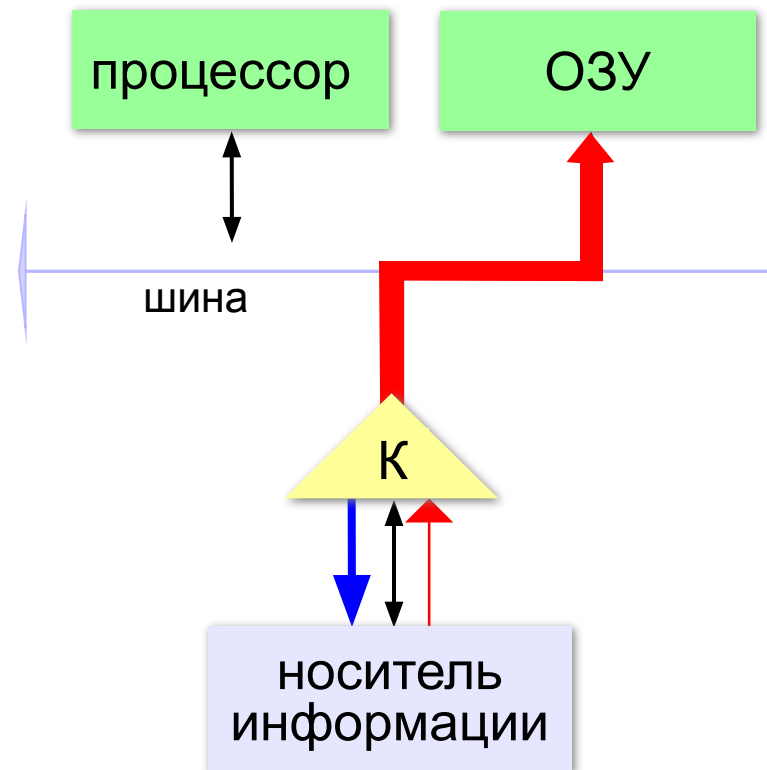 процессор
ОЗУ
шина
К
носитель
информации